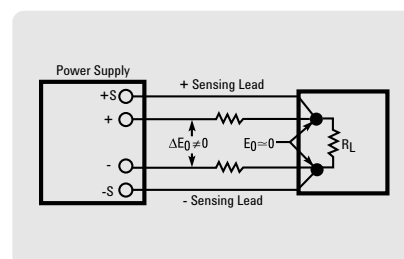 Power Supply
+ Sensing Lead
+S
+
ΔE0≠0
E0≃0
RL
-
-S
- Sensing Lead